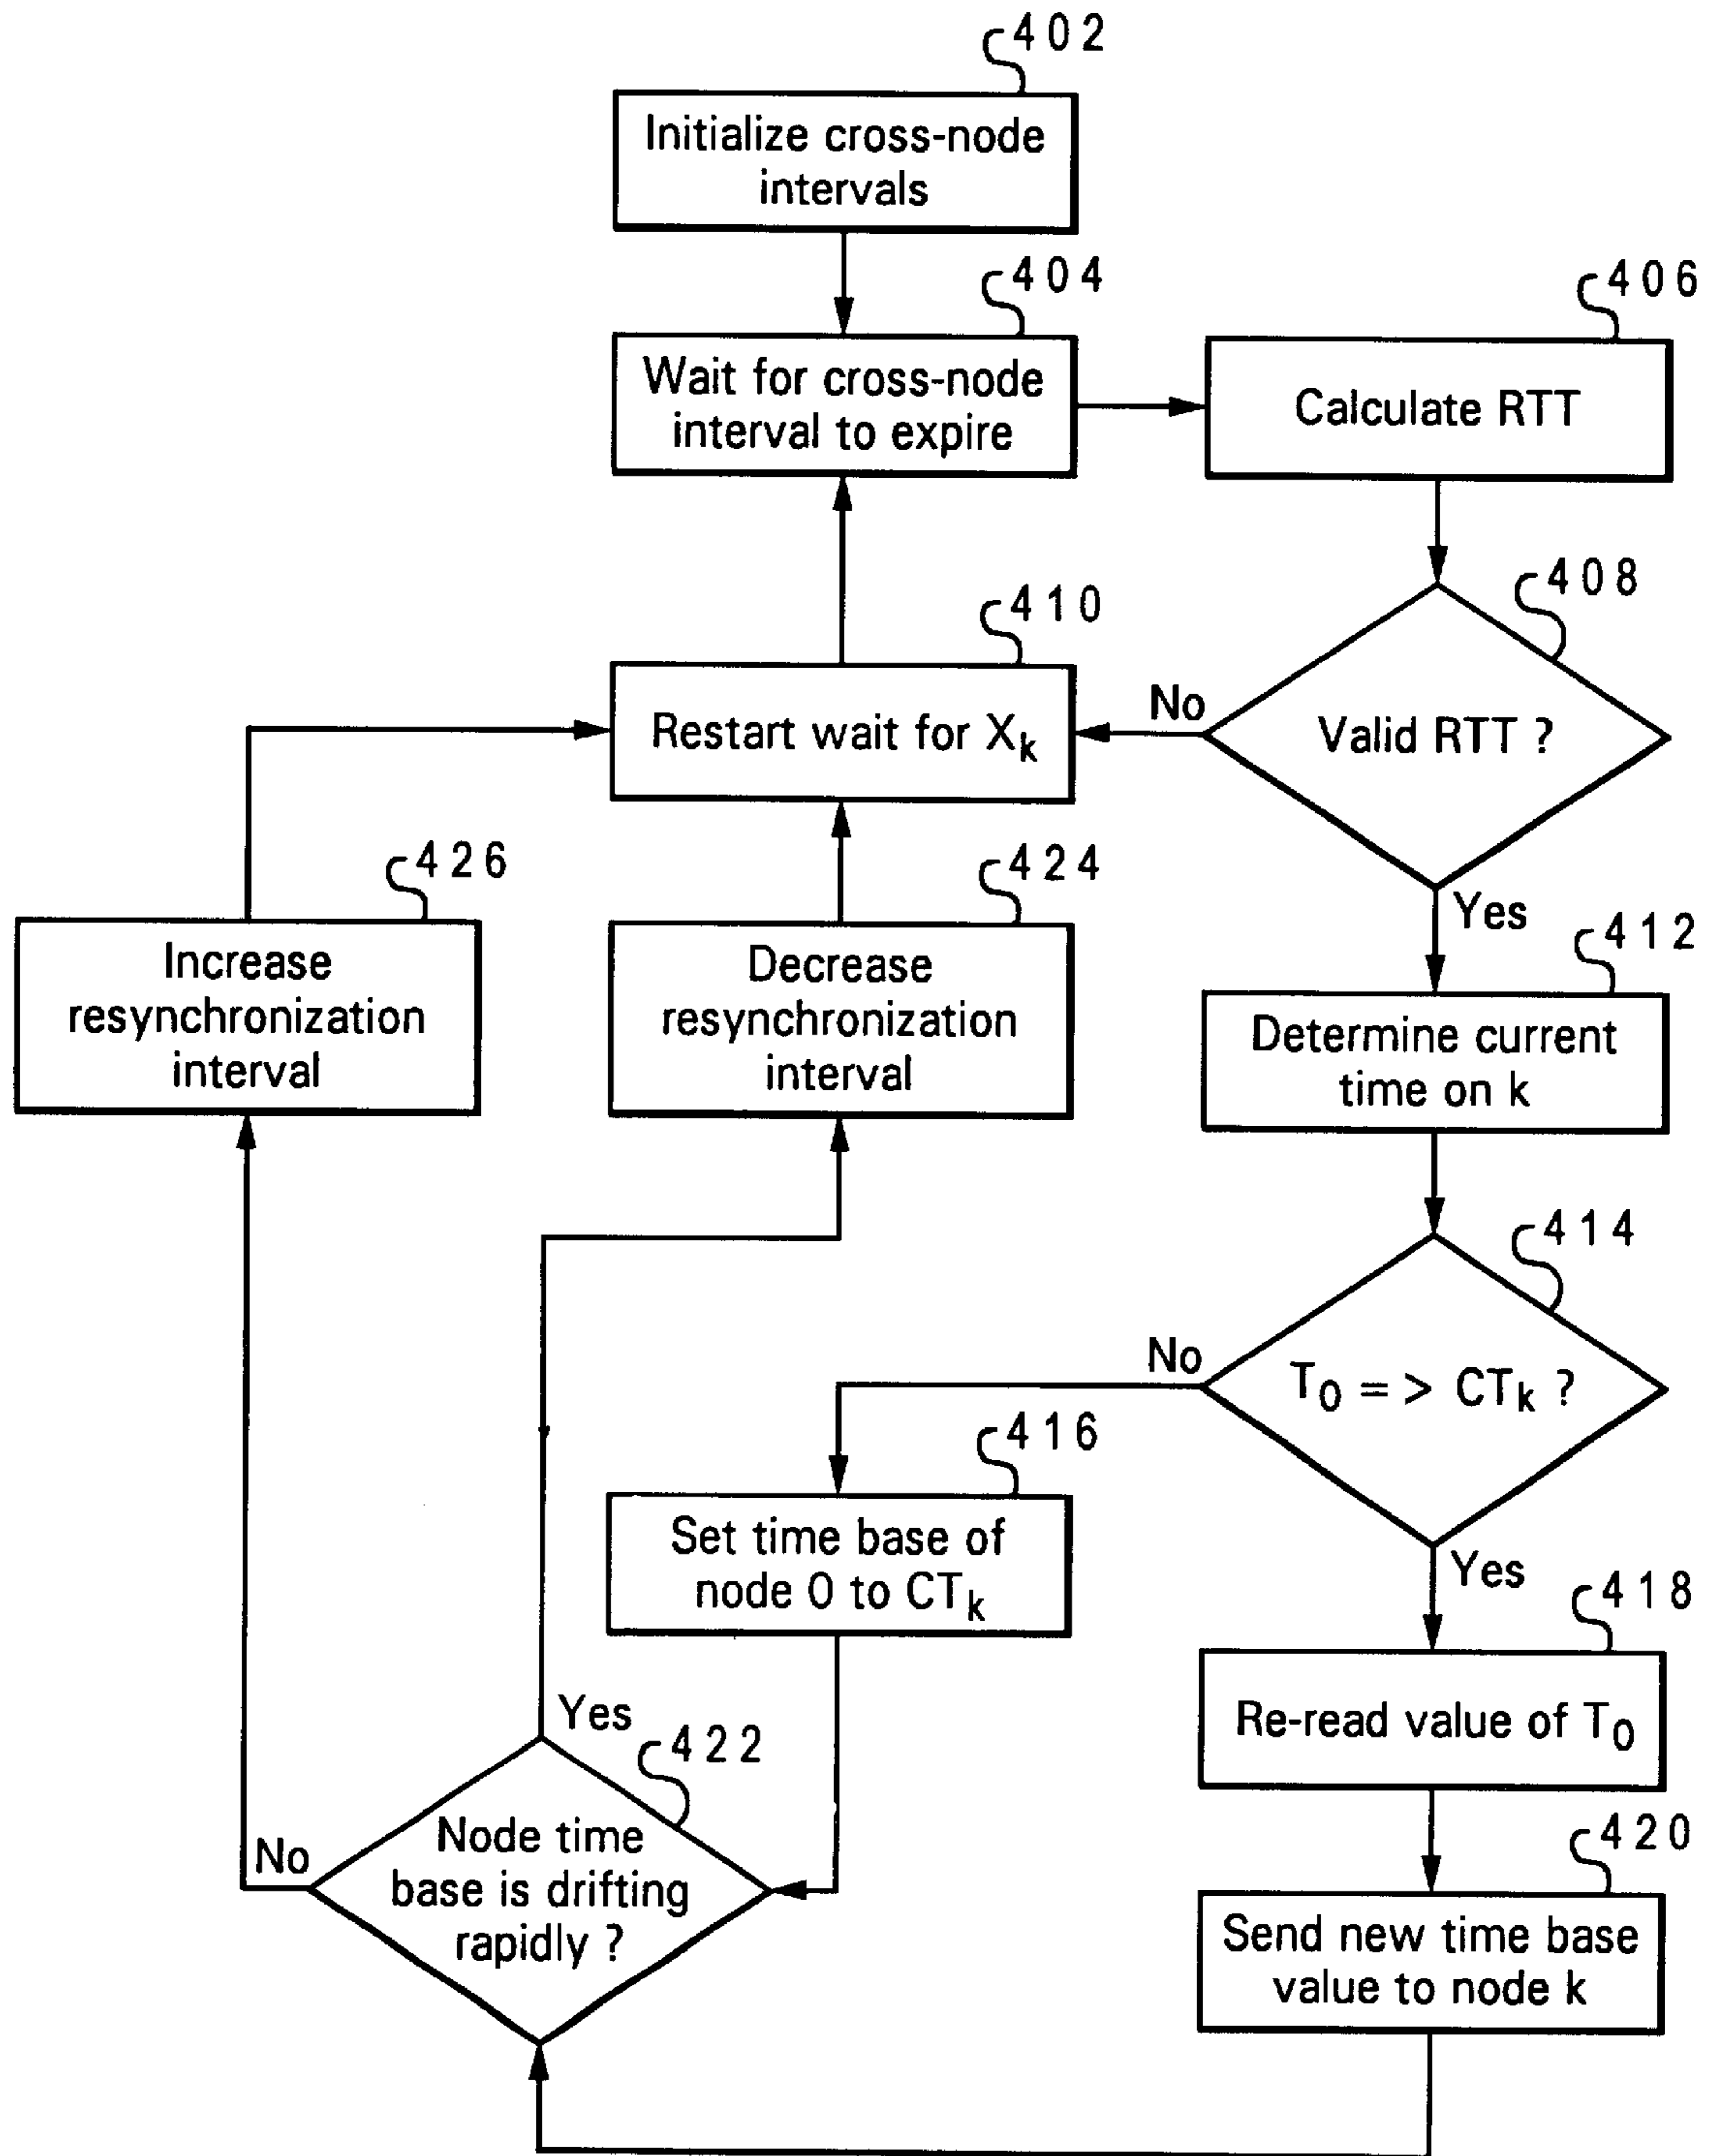 402
Initialize cross-node
intervals
404
Wait for cross-node
interval to expire
406
Calculate RTT
408
Valid RTT ?
No
Yes
410
Restart wait for Xk
426
Increase
resynchronization
interval
424
Decrease
resynchronization
interval
412
Determine current
time on k
414
T0 = > CTk ?
No
Yes
416
Set time base of
node 0 to CTk
418
Re-read value of T0
420
Send new time base
value to node k
422
Node time
base is drifting
rapidly ?
Yes
No